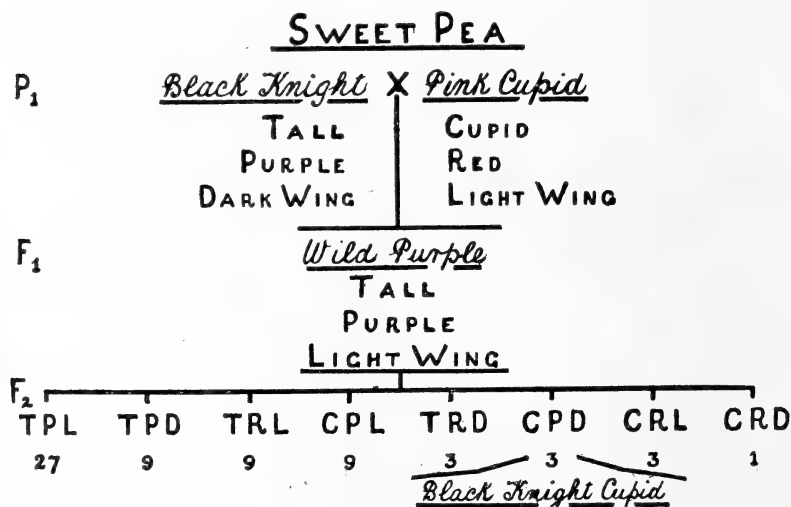 SWEET PEA
P1 Black Knight X Pink Cupid
TALL CUPID
PURPLE RED
DARK WING LIGHT WING
F1 Wild Purple
TALL
PURPLE
LIGHT WING
F2
TPL TPD TRL CPL TRD CPD CRL CRD
27 9 9 9 3 3 3 1
Black Knight Cupid